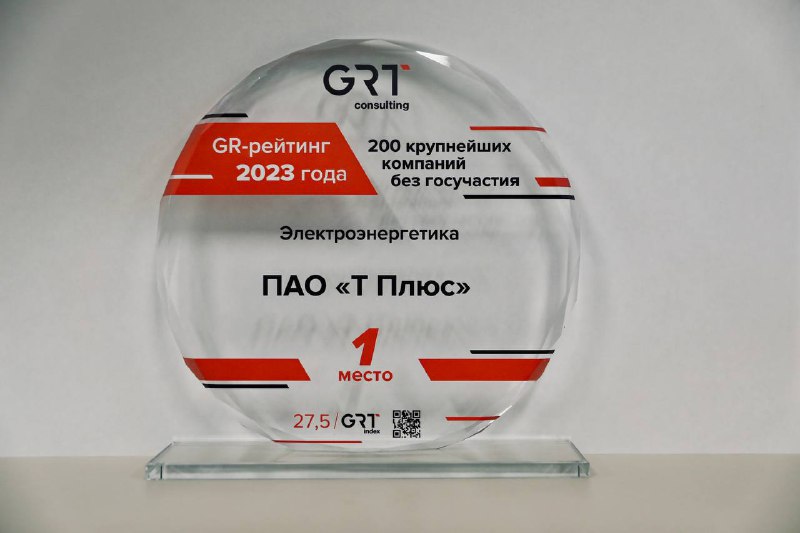 GRT
consulting
GR-рейтинг
2023 года
200 крупнейших
компаний
без госучастия
Электроэнергетика
ПАО «Т Плюс»
1
место
27,5/GRT
index